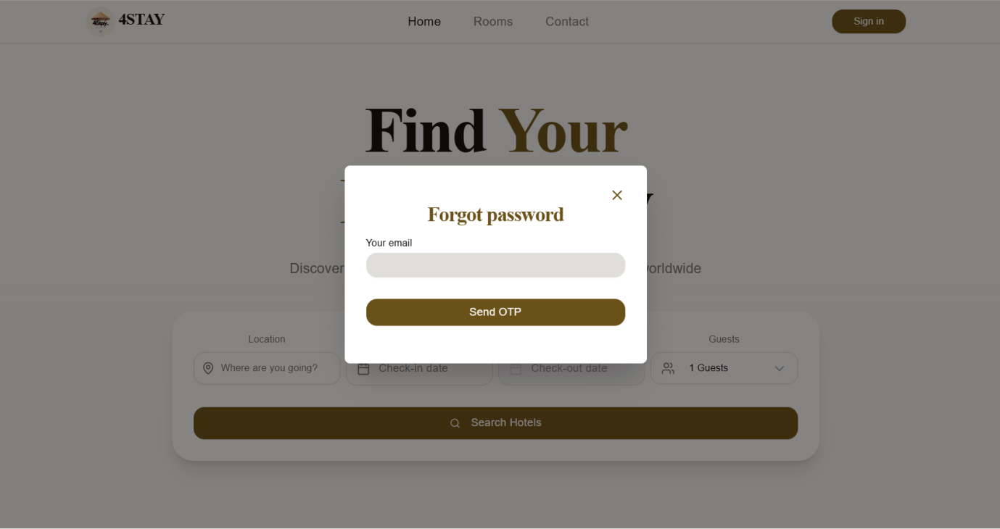 4STAY
Home
Rooms
Contact
Sign in
Find Your
Forgot password
Your email
Discover
worldwide
Send OTP
Location
Guests
Where are you going?
Check-in date
Check-out date
1 Guests
Search Hotels